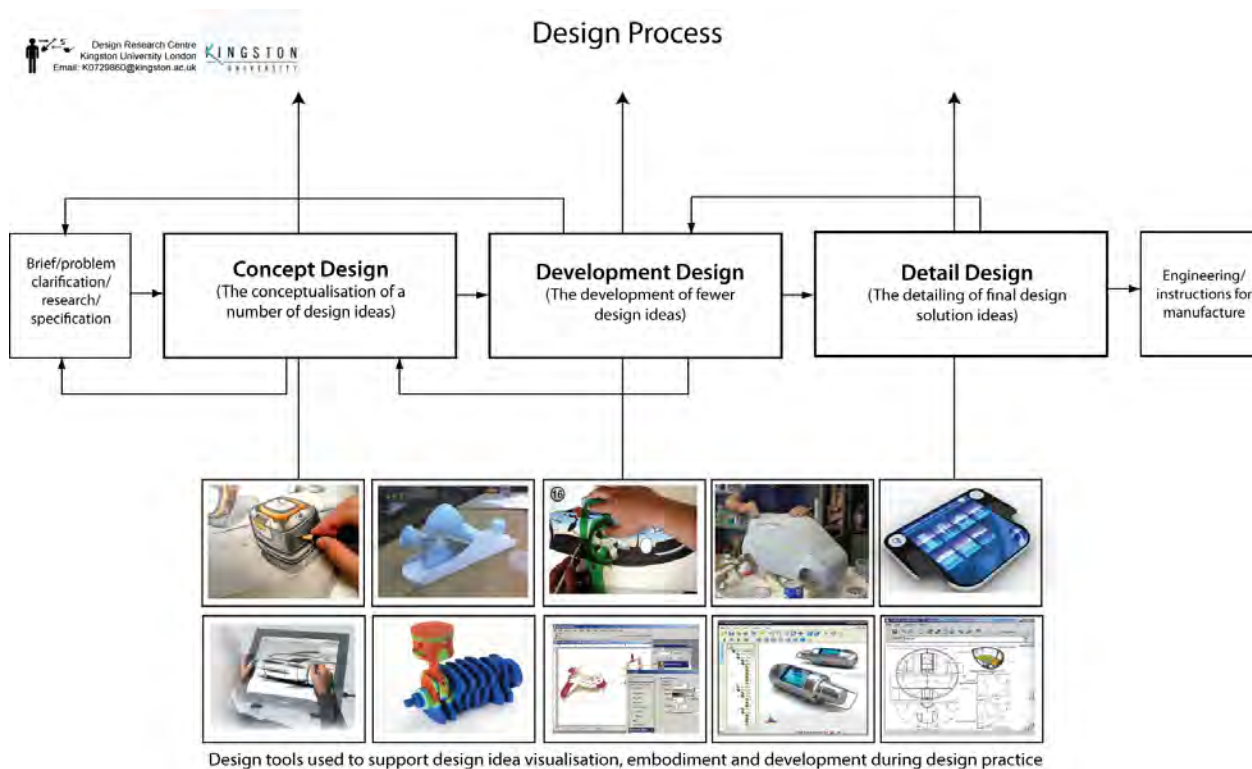 Design Process
Design Research Centre
Kingston University London
Email: K0729860@kingston.ac.uk
KINGSTON
UNIVERSITY
Brief/problem
clarification/
research/
specification
Concept Design
(The conceptualisation of a
number of design ideas)
Development Design
(The development of fewer
design ideas)
Detail Design
(The detailing of final design
solution ideas)
Engineering/
instructions for
manufacture
16
Design tools used to support design idea visualisation, embodiment and development during design practice